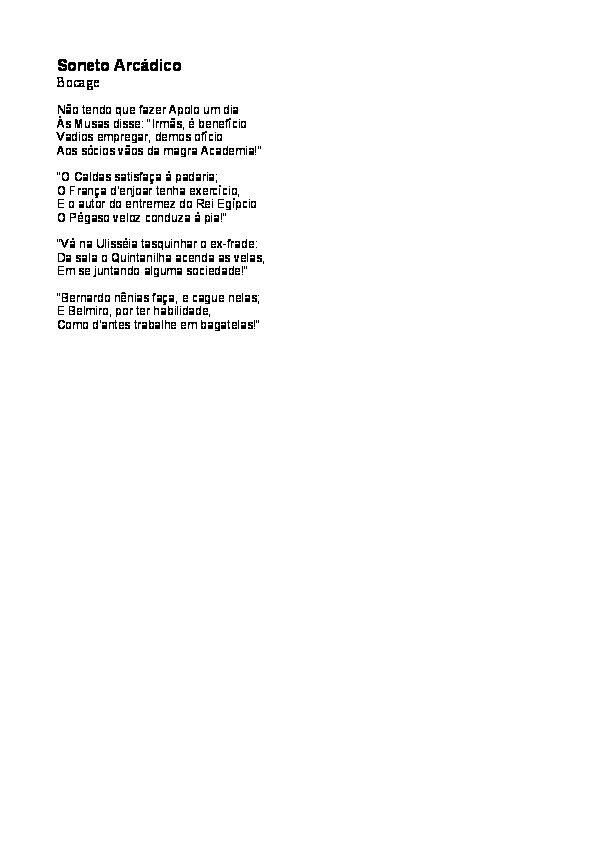 Soneto Arcádico
Bocage
Não tendo que fazer Apolo um dia
Às Musas disse: "Irmãs, é benefício
Vadios empregar, demos ofício
Aos sócios vãos da magra Academia!"
"O Caldas satisfaça à padaria;
O França d'enjoar tenha exercício,
E o autor do entremez do Rei Egípcio
O Pégaso veloz conduza à pia!"
"Vá na Ulisséia tasquinhar o ex-frade:
Da sala o Quintanilha acenda as velas,
Em se juntando alguma sociedade!"
"Bernardo nênias faça, e cague nelas;
E Belmiro, por ter habilidade,
Como d'antes trabalhe em bagatelas!"